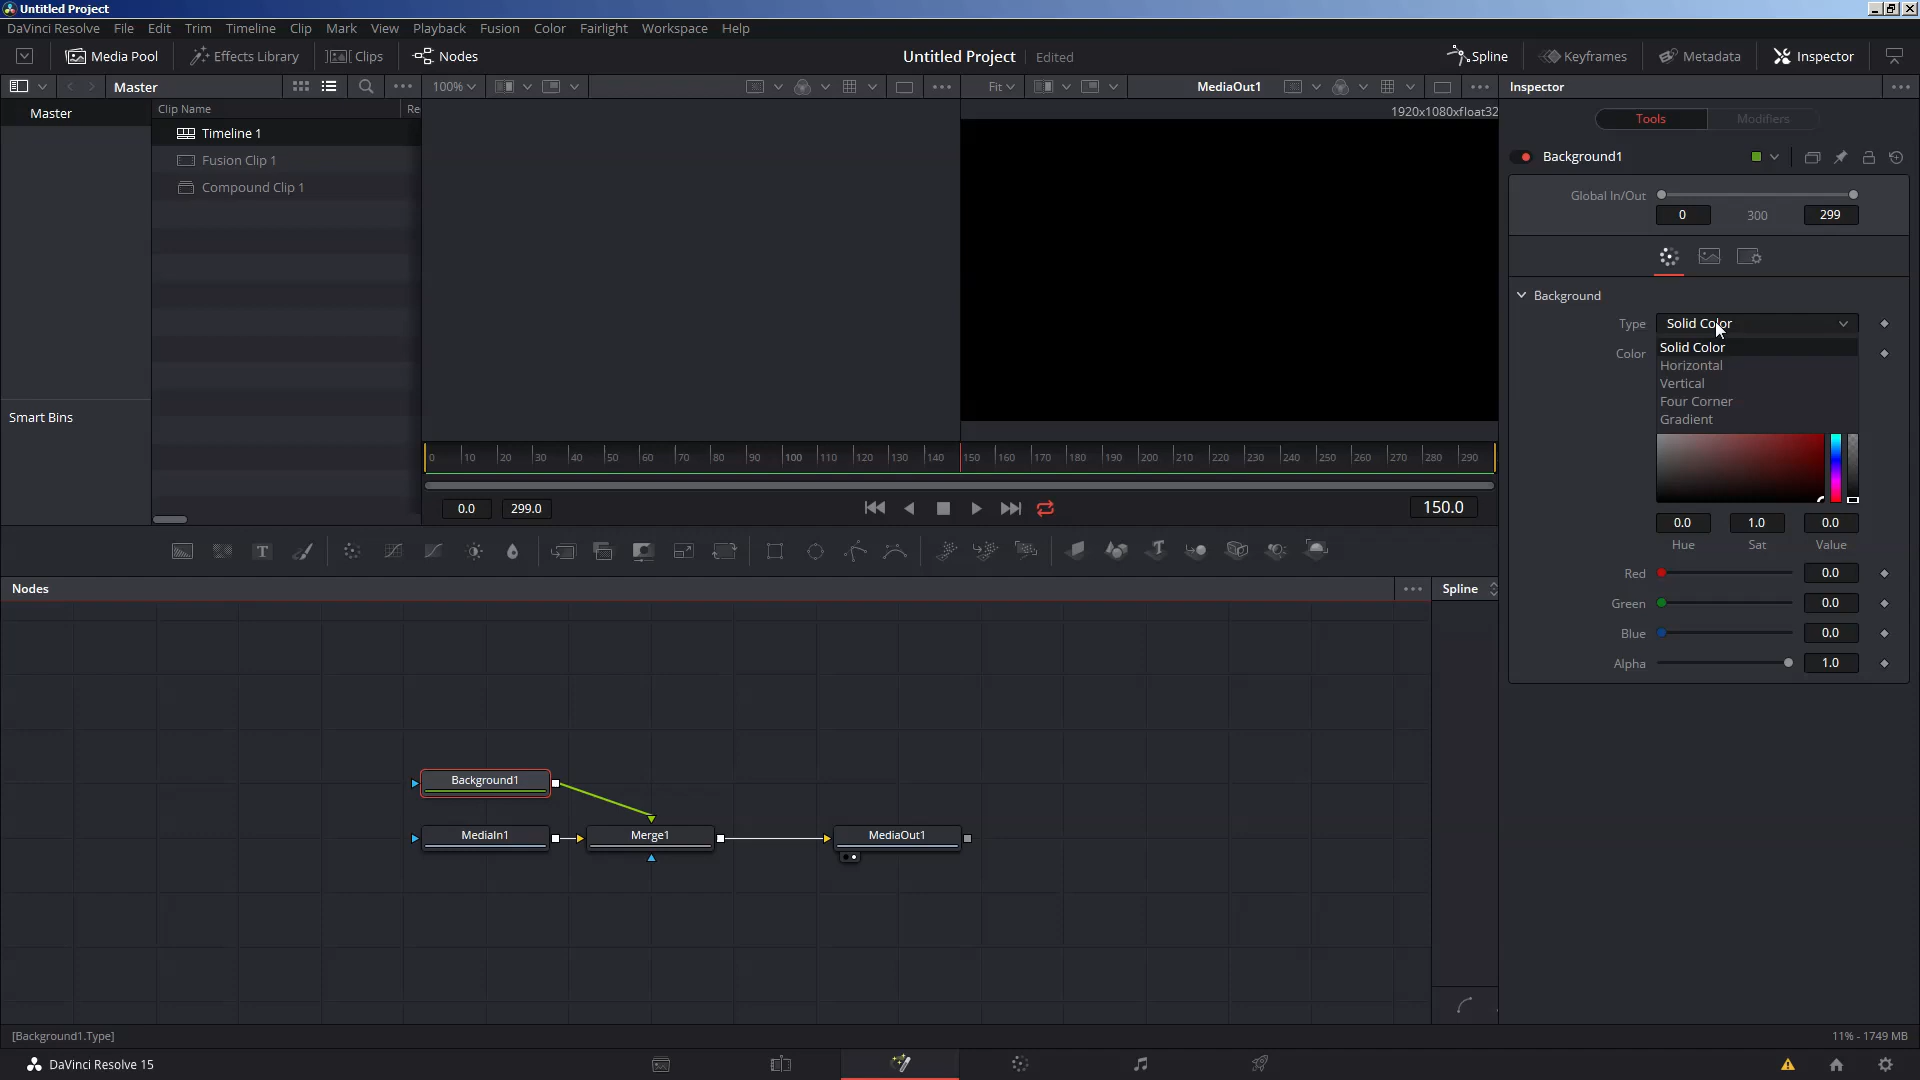 Untitled Project
DaVinci Resolve File Edit Trim Timeline Clip Mark View Playback Fusion Color Fairlight Workspace Help
Media Pool Effects Library Clips Nodes Untitled Project Edited Spline Keyframes Metadata Inspector
Master 100% Fit MediaOut1 Inspector
Master Clip Name Re 1920x1080xfloat32 Tools Modifiers
Timeline 1
Fusion Clip 1 Background1
Compound Clip 1 Global In/Out
0 300 299
Background
Type Solid Color
Color Solid Color
Horizontal
Vertical
Four Corner
Gradient
Smart Bins
0 10 20 30 40 50 60 70 80 90 100 110 120 130 140 150 160 170 180 190 200 210 220 230 240 250 260 270 280 290
0.0 299.0 150.0
0.0 1.0 0.0
Hue Sat Value
Red 0.0
Nodes Spline
Green 0.0
Blue 0.0
Alpha 1.0
Background1
MediaIn1 Merge1 MediaOut1
[Background1.Type] 11% - 1749 MB
DaVinci Resolve 15